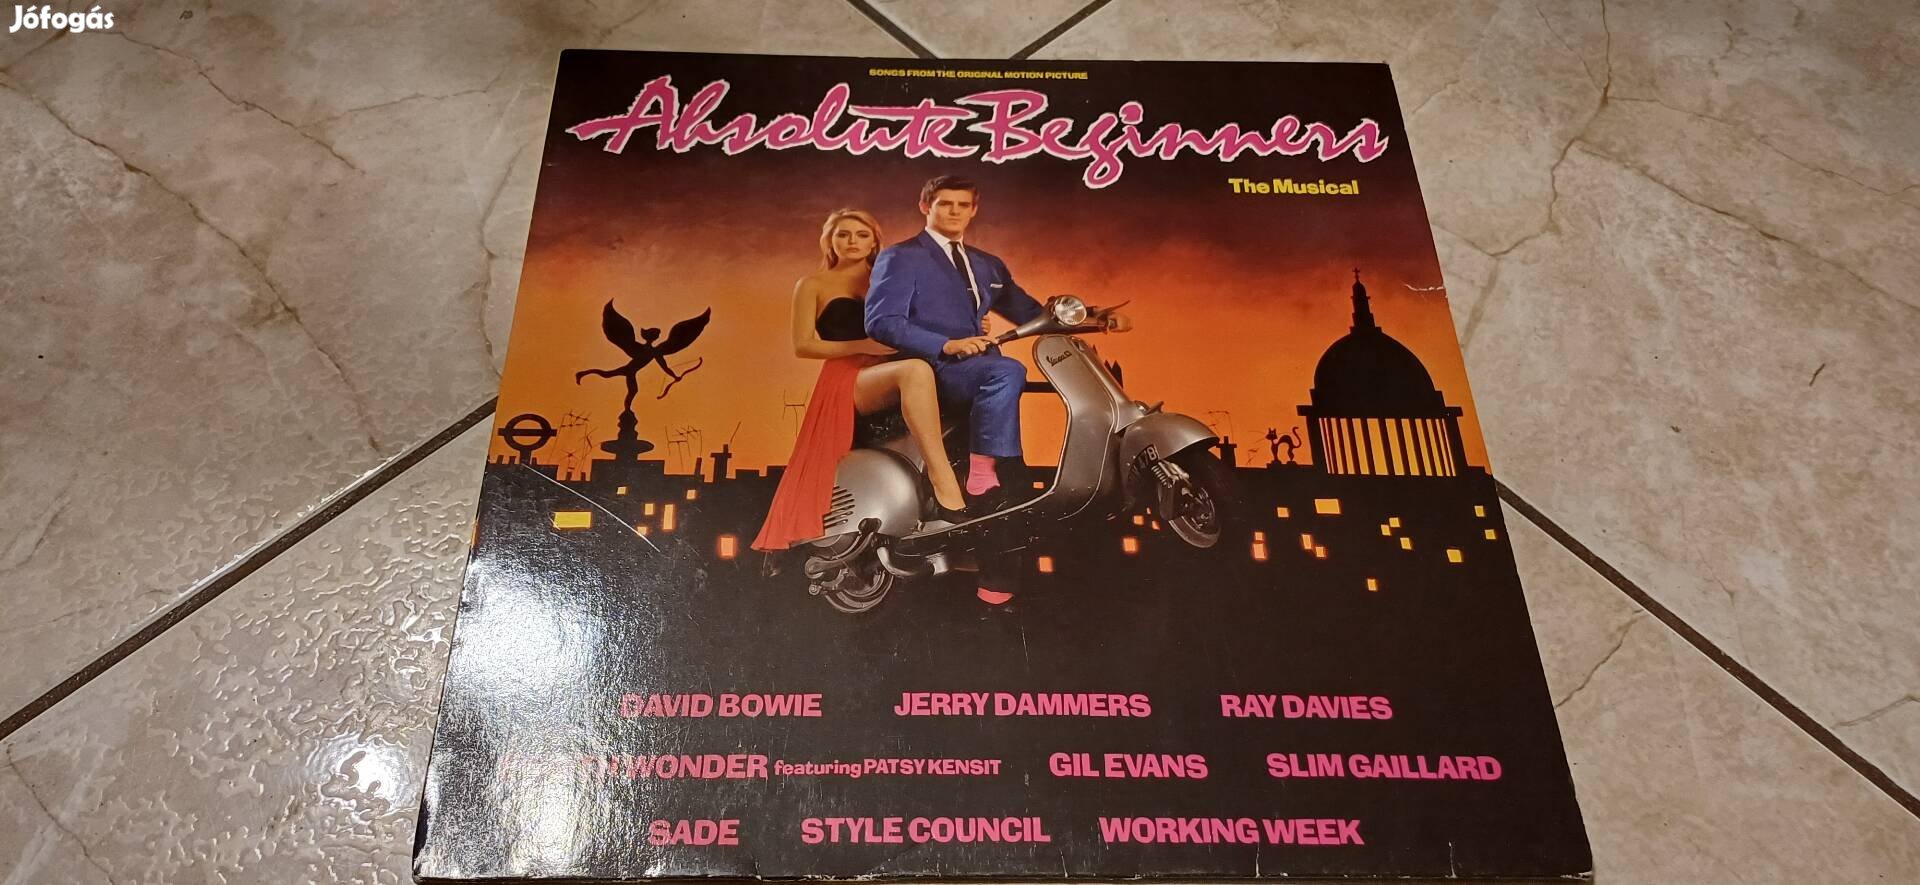 Jófogás
SONGS FROM THE ORIGINAL MOTION PICTURE
Absolute Beginners
The Musical
Vespa
DAVID BOWIE JERRY DAMMERS RAY DAVIES
WONDER featuring PATSY KENSIT GIL EVANS SLIM GAILLARD
SADE STYLE COUNCIL WORKING WEEK